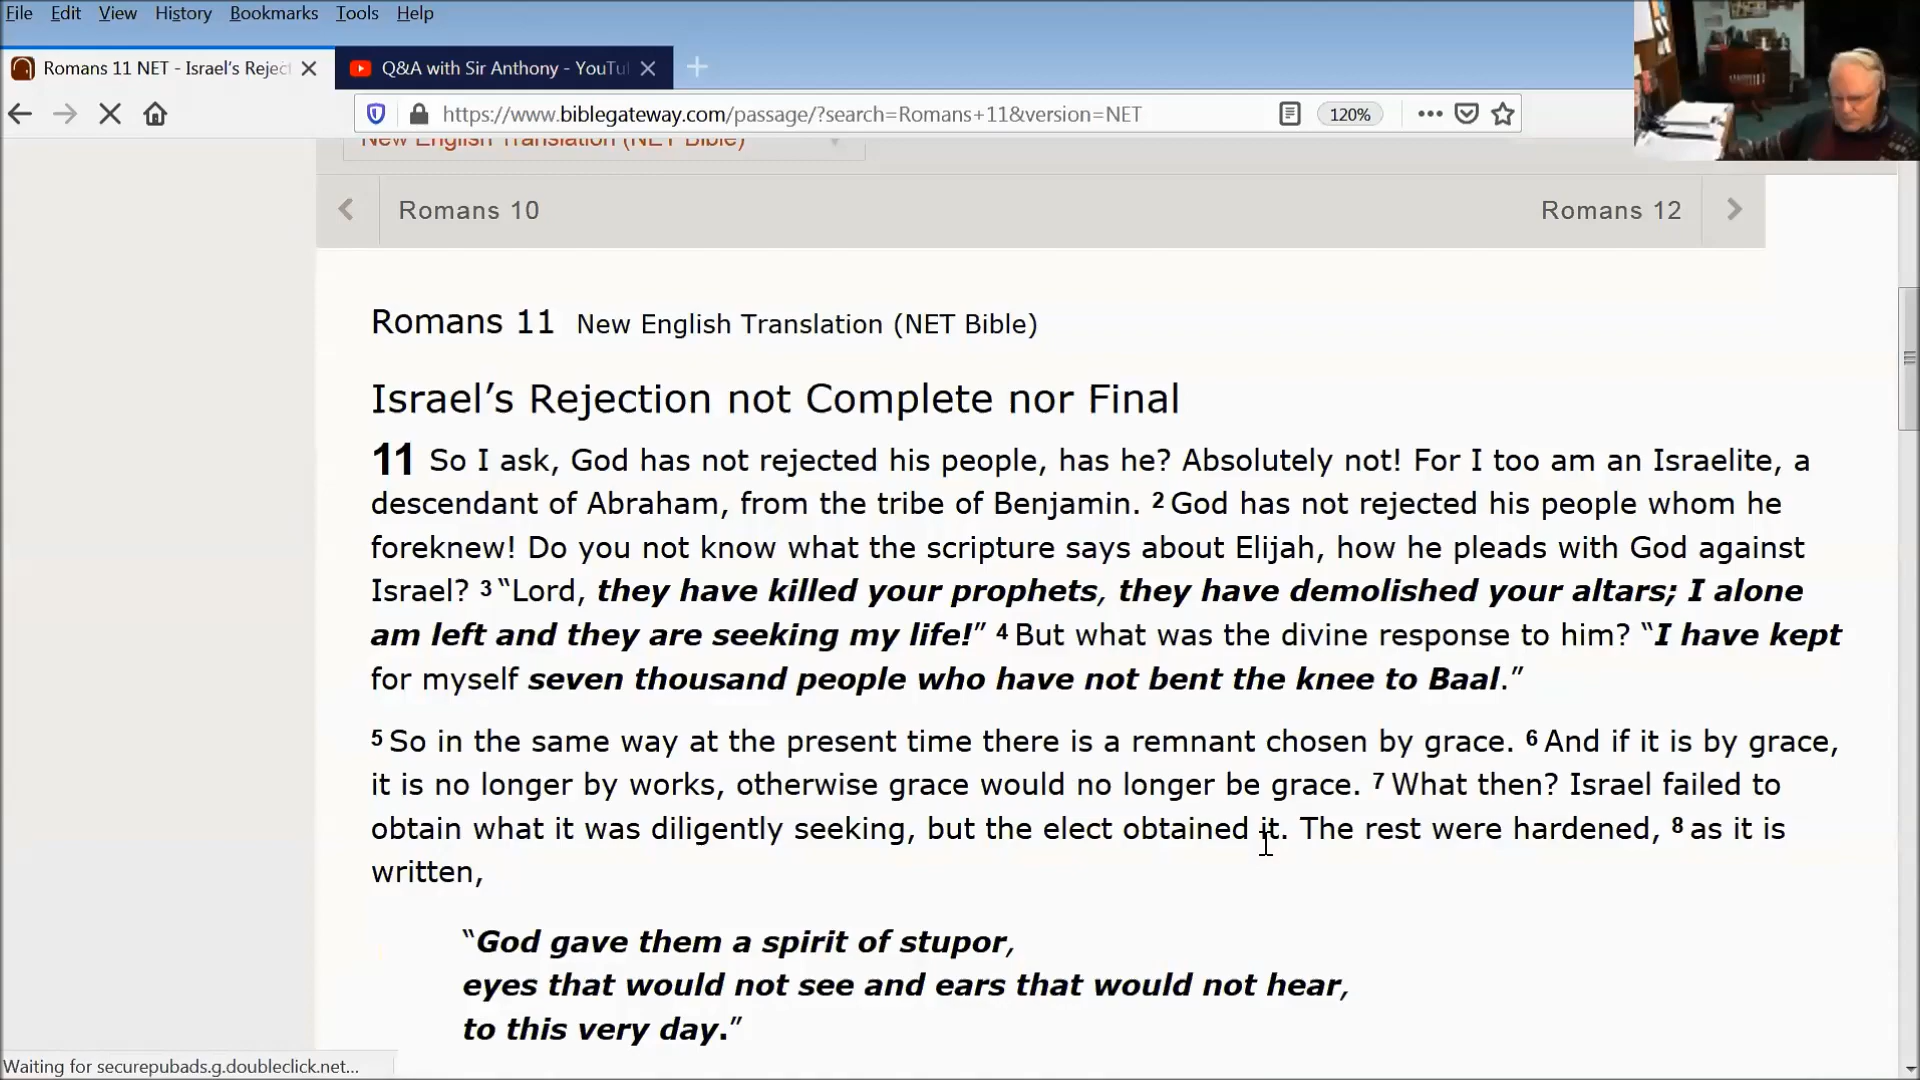 File Edit View History Bookmarks Tools Help
Romans 11 NET - Israel’s Reject
Q&A with Sir Anthony - YouTu
https://www.biblegateway.com/passage/?search=Romans+11&version=NET
120%
New English Translation (NET Bible)
Romans 10
Romans 12
Romans 11 New English Translation (NET Bible)
Israel’s Rejection not Complete nor Final
11 So I ask, God has not rejected his people, has he? Absolutely not! For I too am an Israelite, a
descendant of Abraham, from the tribe of Benjamin. 2 God has not rejected his people whom he
foreknew! Do you not know what the scripture says about Elijah, how he pleads with God against
Israel? 3 “Lord, they have killed your prophets, they have demolished your altars; I alone
am left and they are seeking my life!” 4 But what was the divine response to him? “I have kept
for myself seven thousand people who have not bent the knee to Baal.”
5 So in the same way at the present time there is a remnant chosen by grace. 6 And if it is by grace,
it is no longer by works, otherwise grace would no longer be grace. 7 What then? Israel failed to
obtain what it was diligently seeking, but the elect obtained it. The rest were hardened, 8 as it is
written,
“God gave them a spirit of stupor,
eyes that would not see and ears that would not hear,
to this very day.”
Waiting for securepubads.g.doubleclick.net...